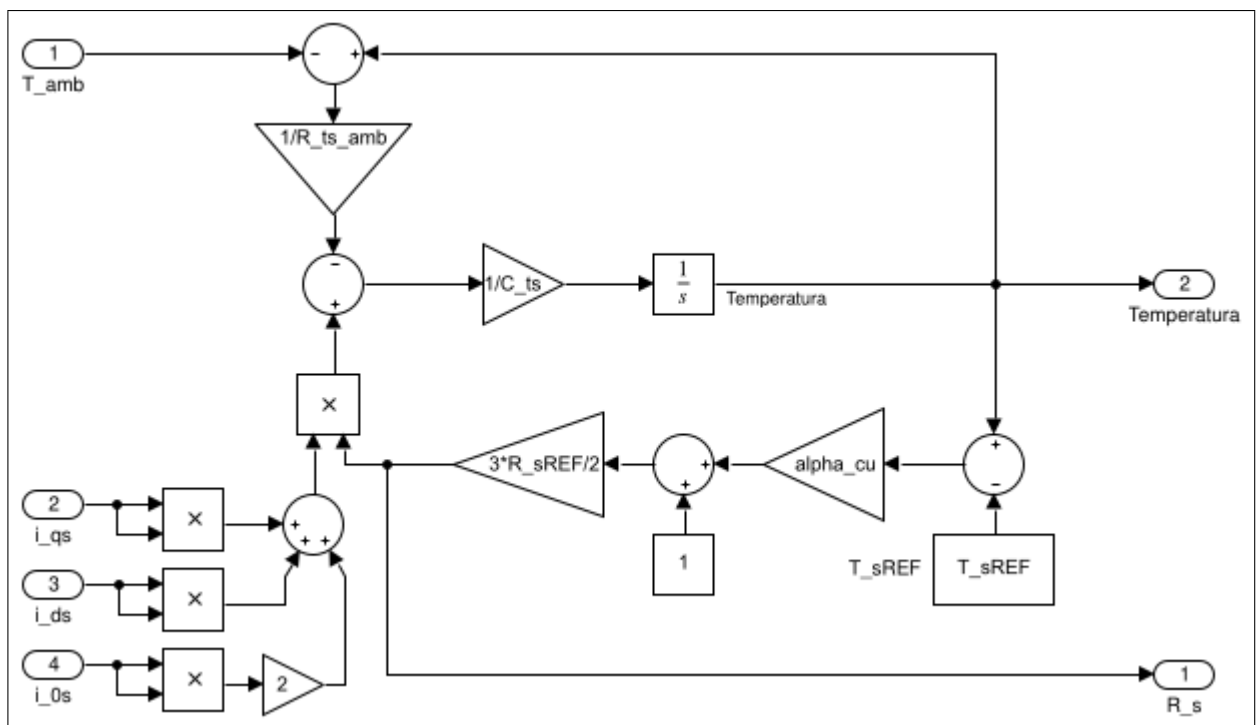 1
T_amb
- +
1/R_ts_amb
-
+
1/C_ts
1
s
Temperatura
2
Temperatura
×
3*R_sREF/2
+
+
alpha_cu
+
-
2
i_qs
×
+
+ +
1
T_sREF
T_sREF
3
i_ds
×
4
i_0s
×
2
1
R_s